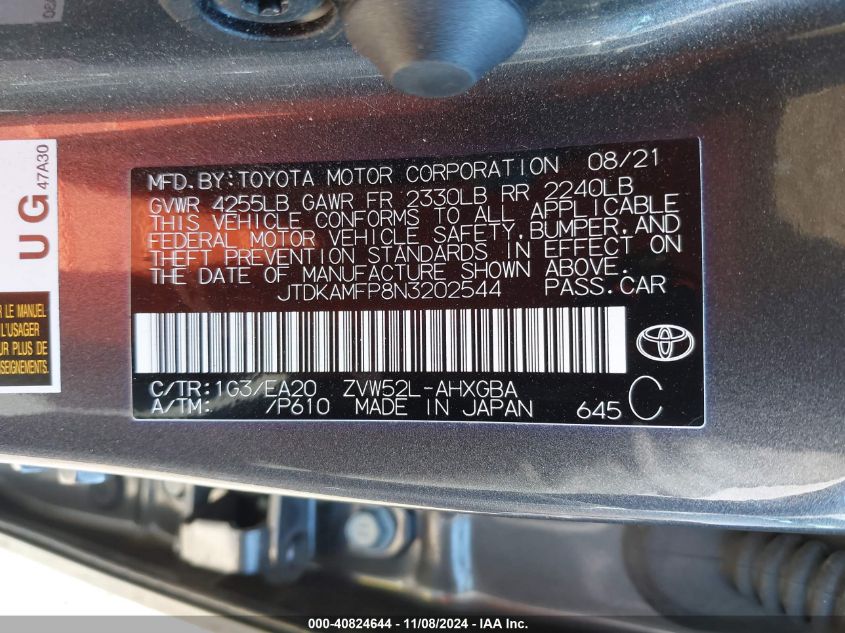 UG
47A30
MFD.BY:TOYOTA MOTOR CORPORATION 08/21
GVWR 4255LB GAWR FR 2330LB RR 2240LB
THIS VEHICLE CONFORMS TO ALL APPLICABLE
FEDERAL MOTOR VEHICLE SAFETY,BUMPER,AND
THEFT PREVENTION STANDARDS IN EFFECT ON
THE DATE OF MANUFACTURE SHOWN ABOVE.
JTDKAMFP8N3202544 PASS.CAR
R LE MANUEL
L'USAGER
UR PLUS DE
IGNEMENTS.
C/TR:1G3/EA20 ZVW52L-AHXGBA
A/TM: /P610 MADE IN JAPAN 645 C
000-40824644 - 11/08/2024 - IAA Inc.